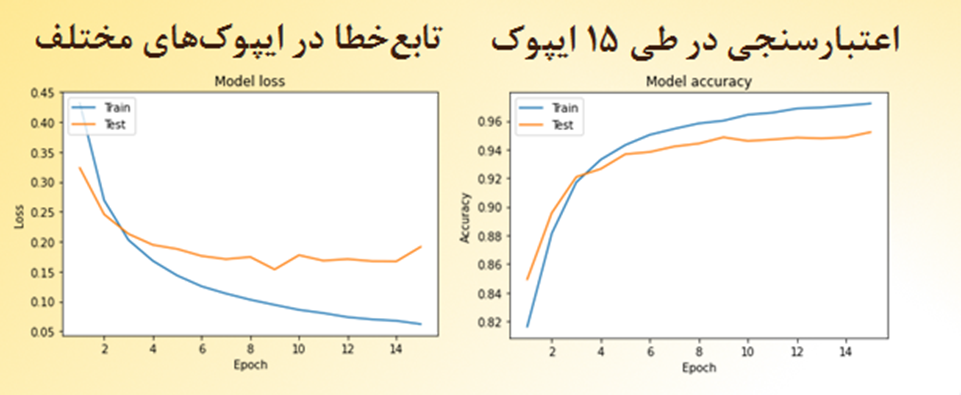 تابع‌خطا در ایپوک‌های مختلف
Model loss
0.45
0.40
0.35
0.30
0.25
0.20
0.15
0.10
0.05
Loss
Train
Test
2 4 6 8 10 12 14
Epoch
اعتبارسنجی در طی ۱۵ ایپوک
Model accuracy
0.96
0.94
0.92
0.90
0.88
0.86
0.84
0.82
Accuracy
Train
Test
2 4 6 8 10 12 14
Epoch